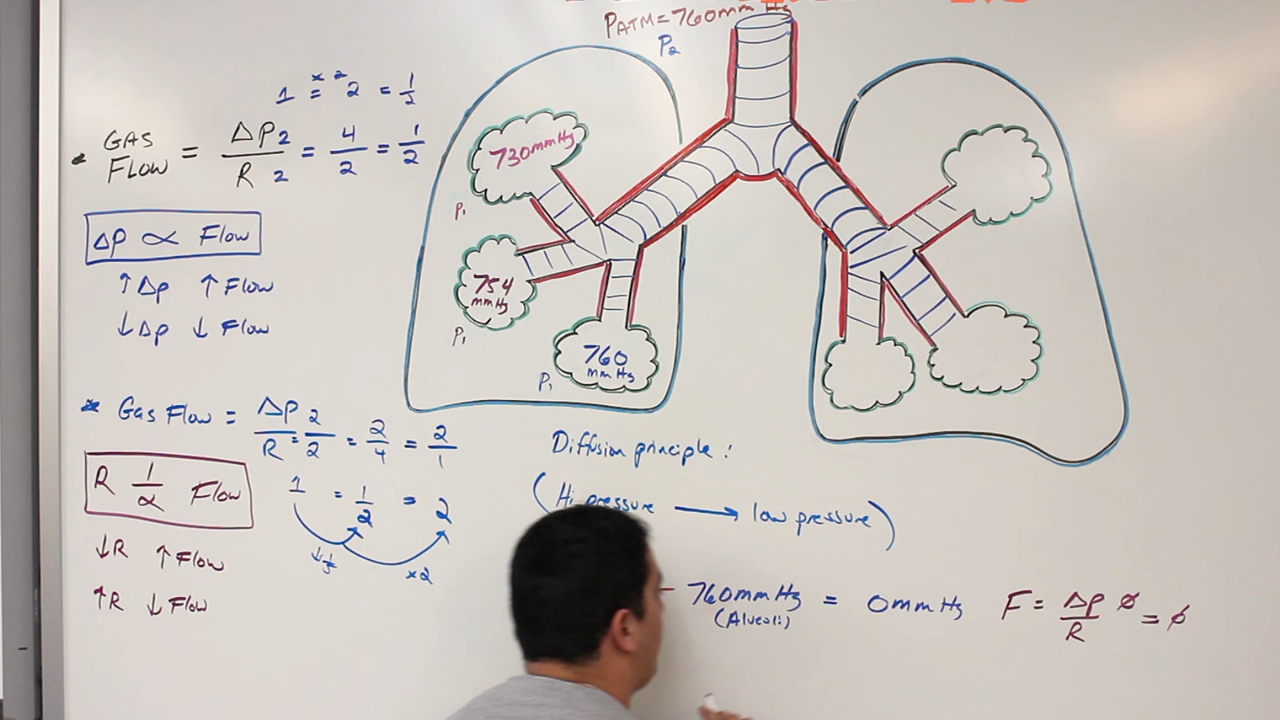 PATM = 760mm Hg
P2
1 = x2 2 = 1/2
* GAS FLOW = ΔP 2 / R 2 = 4/2 = 1/2
ΔP ∝ Flow
↑ΔP ↑Flow
↓ΔP ↓Flow
730mmHg
P1
754
mmHg
P1
760
mmHg
P1
* Gas Flow = ΔP 2 / R = 2 = 2/4 = 2/1
R 1/∝ Flow
1 = 1/2 = 2
x2
↓R ↑Flow
↑R ↓Flow
Diffusion principle :
(Hi pressure → low pressure)
- 760mmHg = 0mmHg
(Alveoli)
F = ΔP ∅ / R = ∅